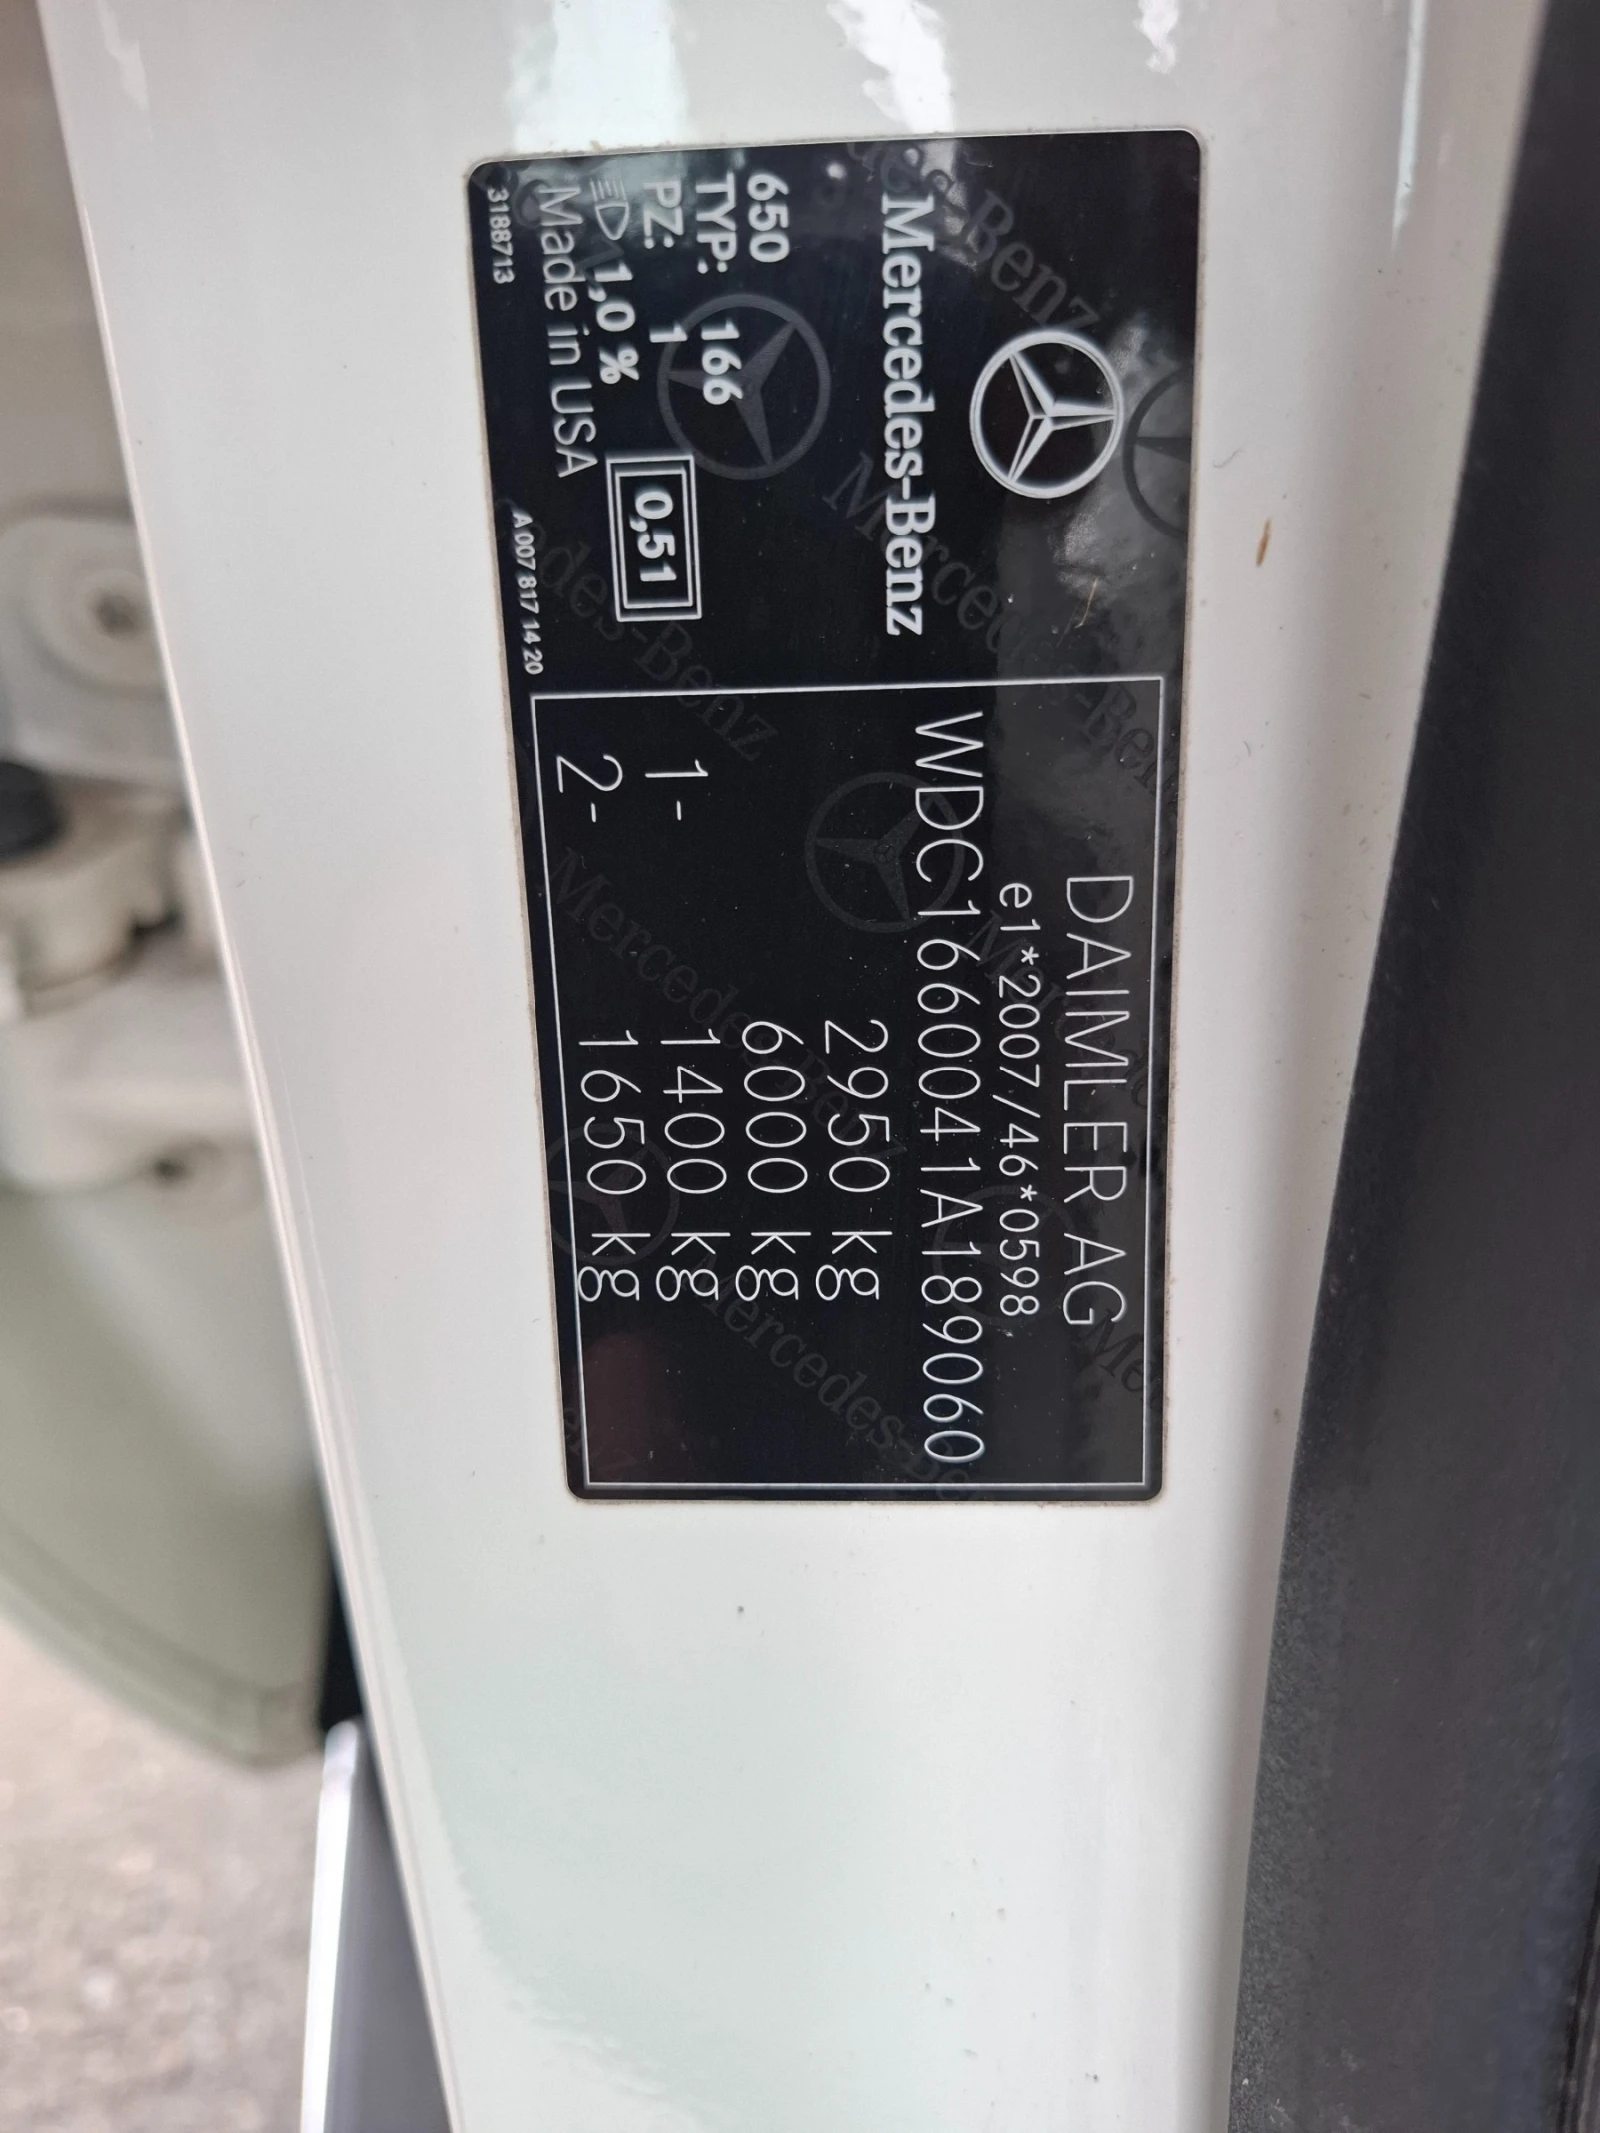 Mercedes-Benz
650
TYP: 166
PZ: 1
1,0 %
0,51
Made in USA
3188713
A 007 817 14 20
DAIMLER AG
e1*2007/46*0598
WDC1660041A189060
2950 kg
6000 kg
1- 1400 kg
2- 1650 kg